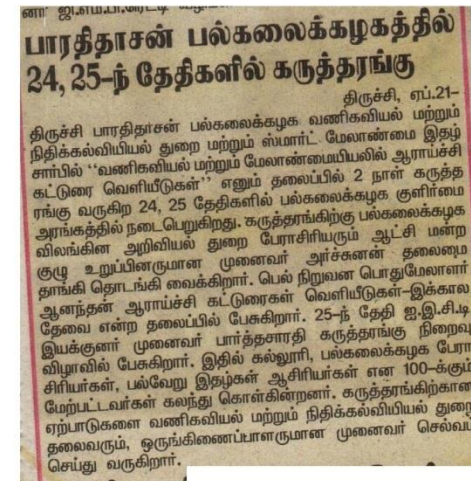 பாரதிதாசன் பல்கலைக்கழகத்தில்
24, 25-ந் தேதிகளில் கருத்தரங்கு
திருச்சி, ஏப்.21-
திருச்சி பாரதிதாசன் பல்கலைக்கழக வணிகவியல் மற்றும்
நிதிக்கல்வியியல் துறை மற்றும் ஸ்மார்ட் மேலாண்மை இதழ்
சார்பில் "வணிகவியல் மற்றும் மேலாண்மையியலில் ஆராய்ச்சி
கட்டுரை வெளியீடுகள்" எனும் தலைப்பில் 2 நாள் கருத்த
ரங்கு வருகிற 24, 25 தேதிகளில் பல்கலைக்கழக குளிர்மை
அரங்கத்தில் நடைபெறுகிறது. கருத்தரங்கிற்கு பல்கலைக்கழக
விலங்கின அறிவியல் துறை பேராசிரியரும் ஆட்சி மன்ற
குழு உறுப்பினருமான முனைவர் அர்ச்சுனன் தலைமை
தாங்கி தொடங்கி வைக்கிறார். பெல் நிறுவன பொதுமேலாளர்
ஆனந்தன் ஆராய்ச்சி கட்டுரைகள் வெளியீடுகள்-இக்கால
தேவை என்ற தலைப்பில் பேசுகிறார். 25-ந் தேதி ஐ.இ.சி.டி
இயக்குனர் முனைவர் பார்த்தசாரதி கருத்தரங்கு நிறைவு
விழாவில் பேசுகிறார். இதில் கல்லூரி, பல்கலைக்கழக பேரா
சிரியர்கள், பல்வேறு இதழ்கள் ஆசிரியர்கள் என 100-க்கும்
மேற்பட்டவர்கள் கலந்து கொள்கின்றனர். கருத்தரங்கிற்கான
ஏற்பாடுகளை வணிகவியல் மற்றும் நிதிக்கல்வியியல் துறை
தலைவரும், ஒருங்கிணைப்பாளருமான முனைவர் செல்வம்
செய்து வருகிறார்.